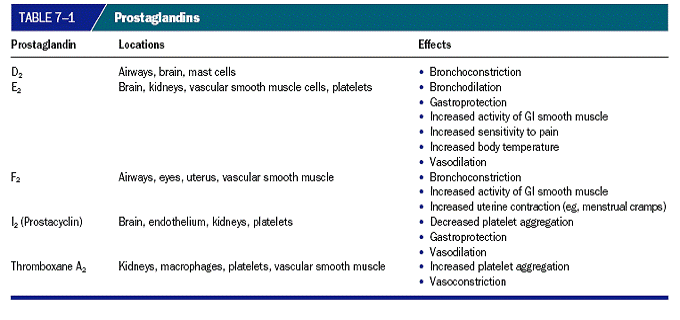 TABLE 7–1 Prostaglandins
Prostaglandin Locations Effects
D2 Airways, brain, mast cells • Bronchoconstriction
E2 Brain, kidneys, vascular smooth muscle cells, platelets • Bronchodilation
• Gastroprotection
• Increased activity of GI smooth muscle
• Increased sensitivity to pain
• Increased body temperature
• Vasodilation
F2 Airways, eyes, uterus, vascular smooth muscle • Bronchoconstriction
• Increased activity of GI smooth muscle
• Increased uterine contraction (eg, menstrual cramps)
I2 (Prostacyclin) Brain, endothelium, kidneys, platelets • Decreased platelet aggregation
• Gastroprotection
• Vasodilation
Thromboxane A2 Kidneys, macrophages, platelets, vascular smooth muscle • Increased platelet aggregation
• Vasoconstriction